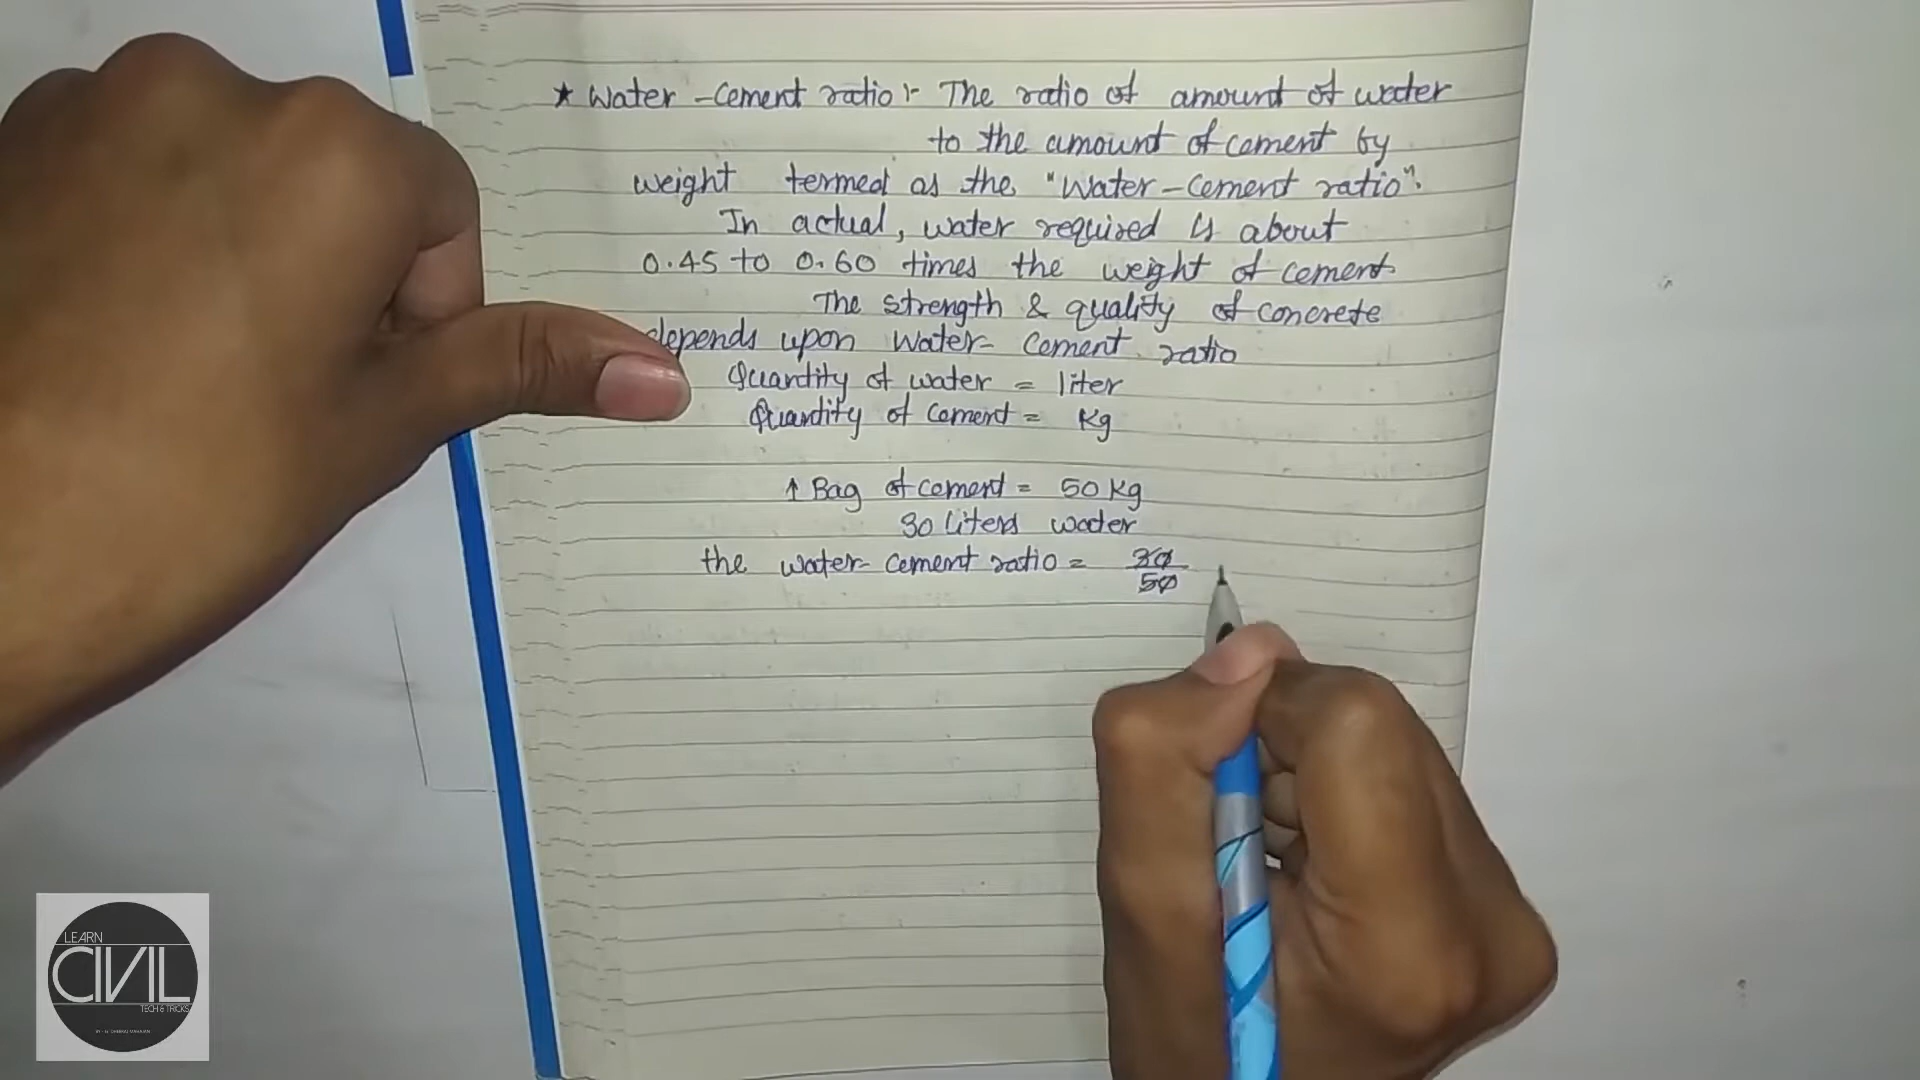 ★ Water-Cement ratio :- The ratio of amount of water
to the amount of cement by
weight termed as the "Water-Cement ratio".
In actual, water required is about
0.45 to 0.60 times the weight of cement.
The strength & quality of concrete
depends upon Water-Cement ratio
Quantity of water = liter
Quantity of Cement = Kg
1 Bag of cement = 50 Kg
30 liters water
the water-cement ratio = 30
50
LEARN
CIVIL
TECH & TRICKS